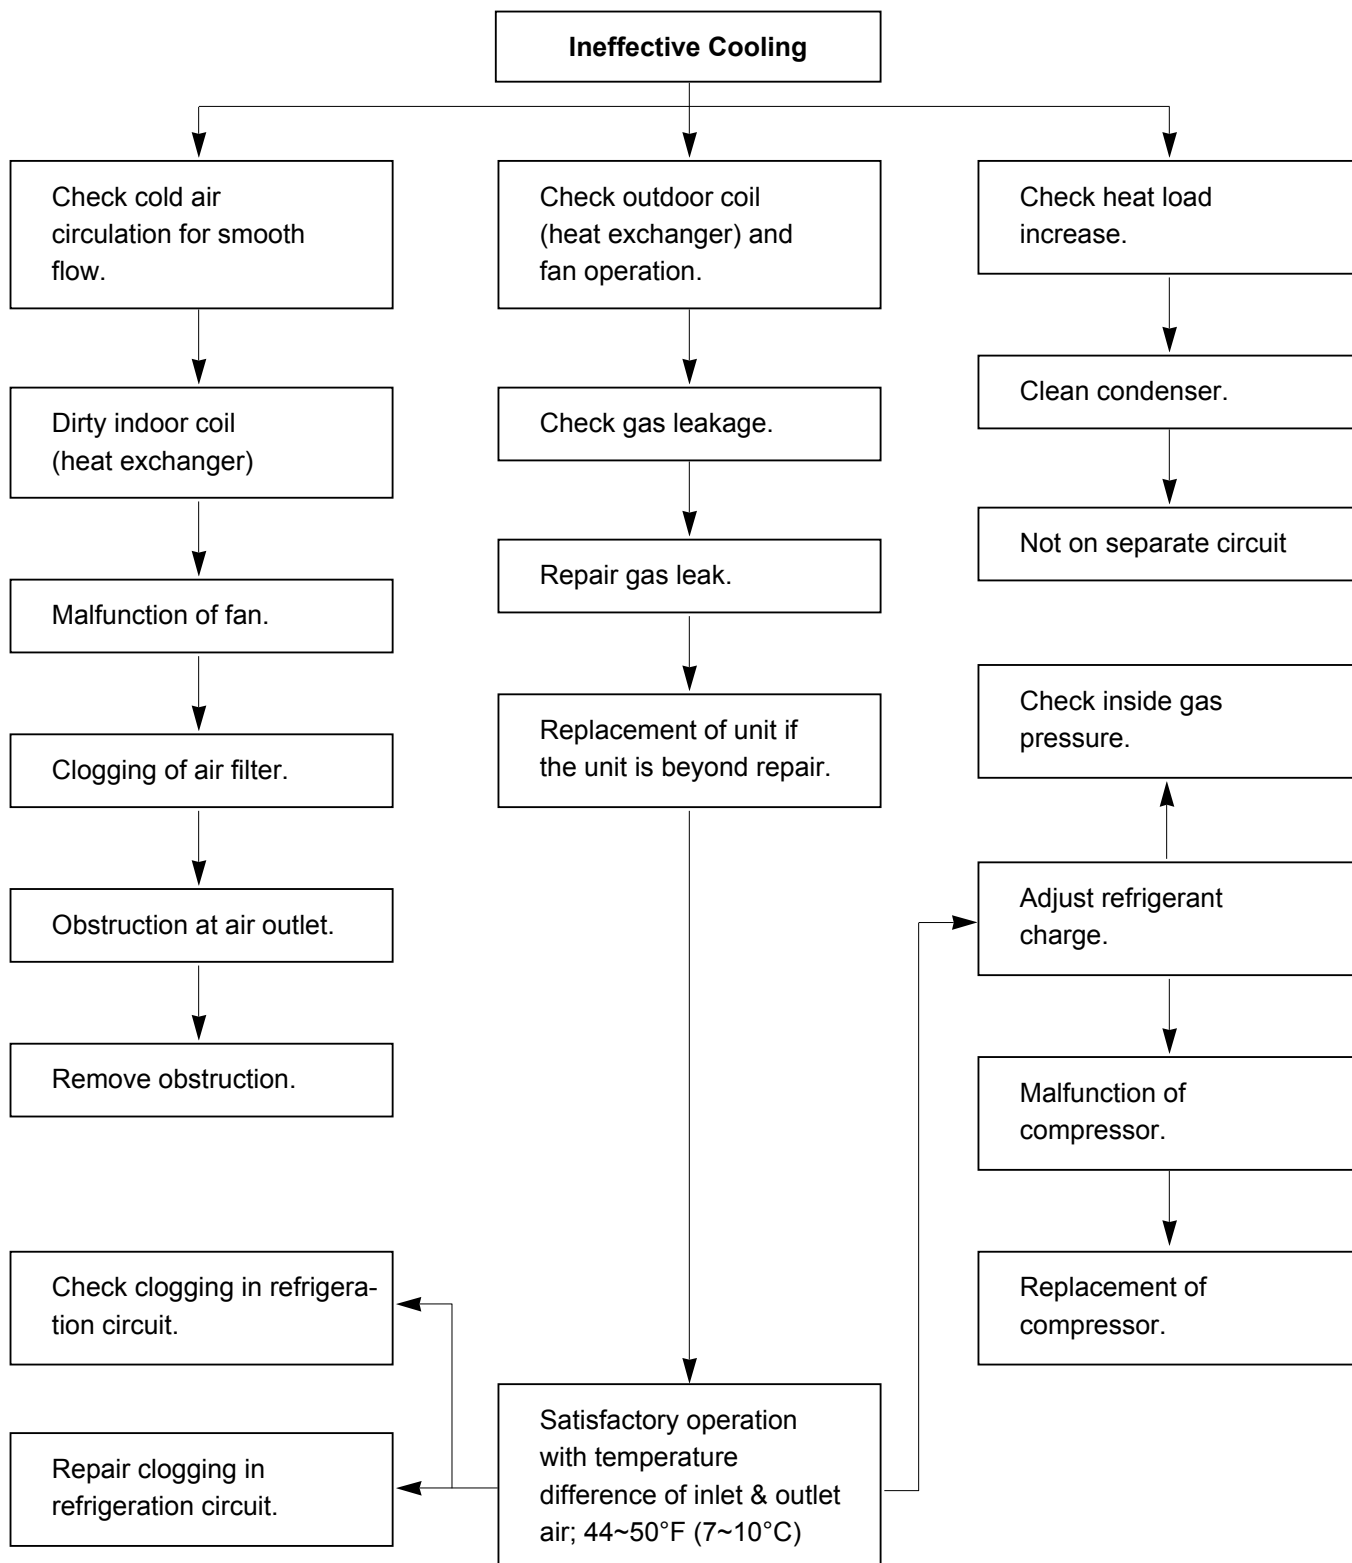 Ineffective Cooling
Check cold air
circulation for smooth
flow.
Dirty indoor coil
(heat exchanger)
Malfunction of fan.
Clogging of air filter.
Obstruction at air outlet.
Remove obstruction.
Check clogging in refrigera-
tion circuit.
Repair clogging in
refrigeration circuit.
Check outdoor coil
(heat exchanger) and
fan operation.
Check gas leakage.
Repair gas leak.
Replacement of unit if
the unit is beyond repair.
Satisfactory operation
with temperature
difference of inlet & outlet
air; 44~50°F (7~10°C)
Check heat load
increase.
Clean condenser.
Not on separate circuit
Check inside gas
pressure.
Adjust refrigerant
charge.
Malfunction of
compressor.
Replacement of
compressor.